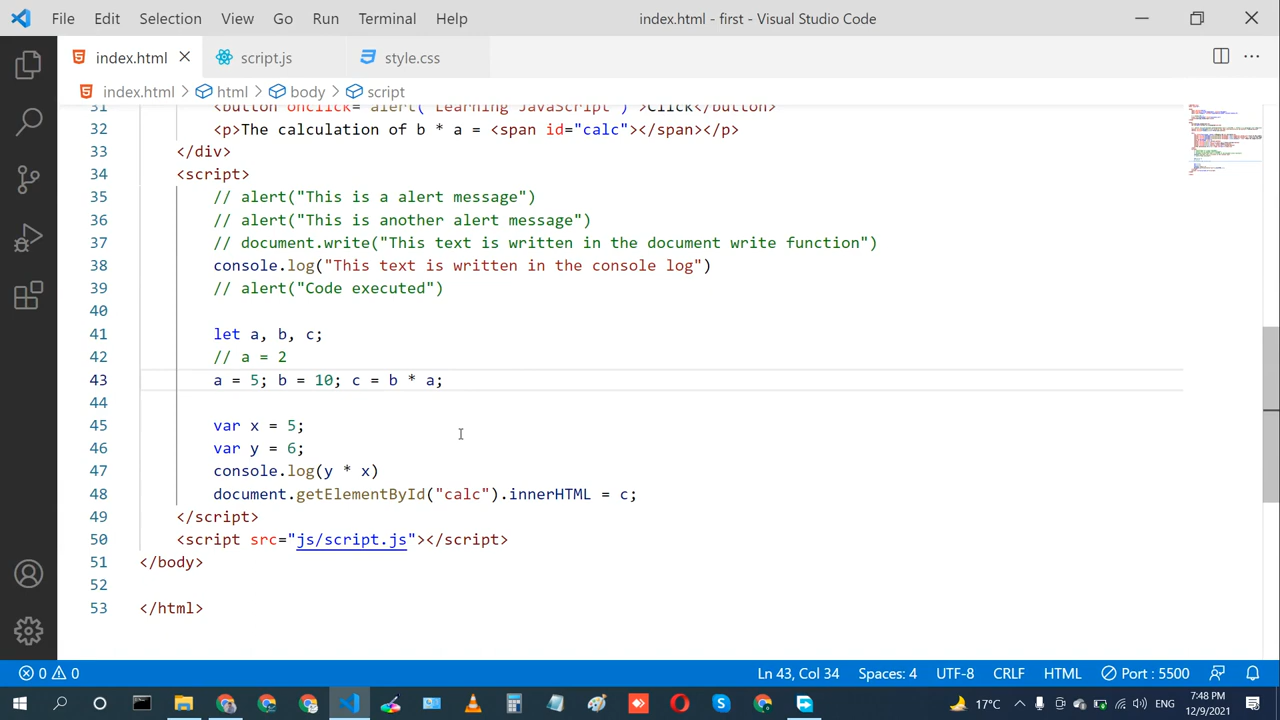 File Edit Selection View Go Run Terminal Help index.html - first - Visual Studio Code
index.html script.js style.css
index.html > html > body > script
31 <button onclick="alert('Learning JavaScript')">Click</button>
32 <p>The calculation of b * a = <span id="calc"></span></p>
33 </div>
34 <script>
35 // alert("This is a alert message")
36 // alert("This is another alert message")
37 // document.write("This text is written in the document write function")
38 console.log("This text is written in the console log")
39 // alert("Code executed")
40
41 let a, b, c;
42 // a = 2
43 a = 5; b = 10; c = b * a;
44
45 var x = 5;
46 var y = 6;
47 console.log(y * x)
48 document.getElementById("calc").innerHTML = c;
49 </script>
50 <script src="js/script.js"></script>
51 </body>
52
53 </html>
0 0 Ln 43, Col 34 Spaces: 4 UTF-8 CRLF HTML Port : 5500
17°C ENG 7:48 PM
12/9/2021